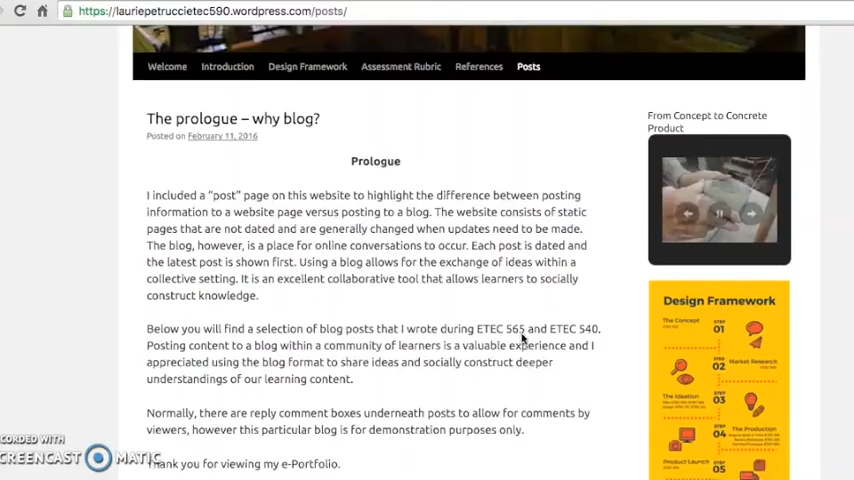 https://lauriepetruccietec590.wordpress.com/posts/
Welcome Introduction Design Framework Assessment Rubric References Posts
The prologue – why blog?
Posted on February 11, 2016
Prologue
I included a “post” page on this website to highlight the difference between posting
information to a website page versus posting to a blog. The website consists of static
pages that are not dated and are generally changed when updates need to be made.
The blog, however, is a place for online conversations to occur. Each post is dated and
the latest post is shown first. Using a blog allows for the exchange of ideas within a
collective setting. It is an excellent collaborative tool that allows learners to socially
construct knowledge.
Below you will find a selection of blog posts that I wrote during ETEC 565 and ETEC 540.
Posting content to a blog within a community of learners is a valuable experience and I
appreciated using the blog format to share ideas and socially construct deeper
understandings of our learning content.
Normally, there are reply comment boxes underneath posts to allow for comments by
viewers, however this particular blog is for demonstration purposes only.
Thank you for viewing my e-Portfolio.
From Concept to Concrete
Product
Design Framework
The Concept
STEP
01
STEP
02
Market Research
The Ideation
STEP
03
STEP
04
The Production
Product Launch
STEP
05
CORDED WITH
SCREENCAST MATIC